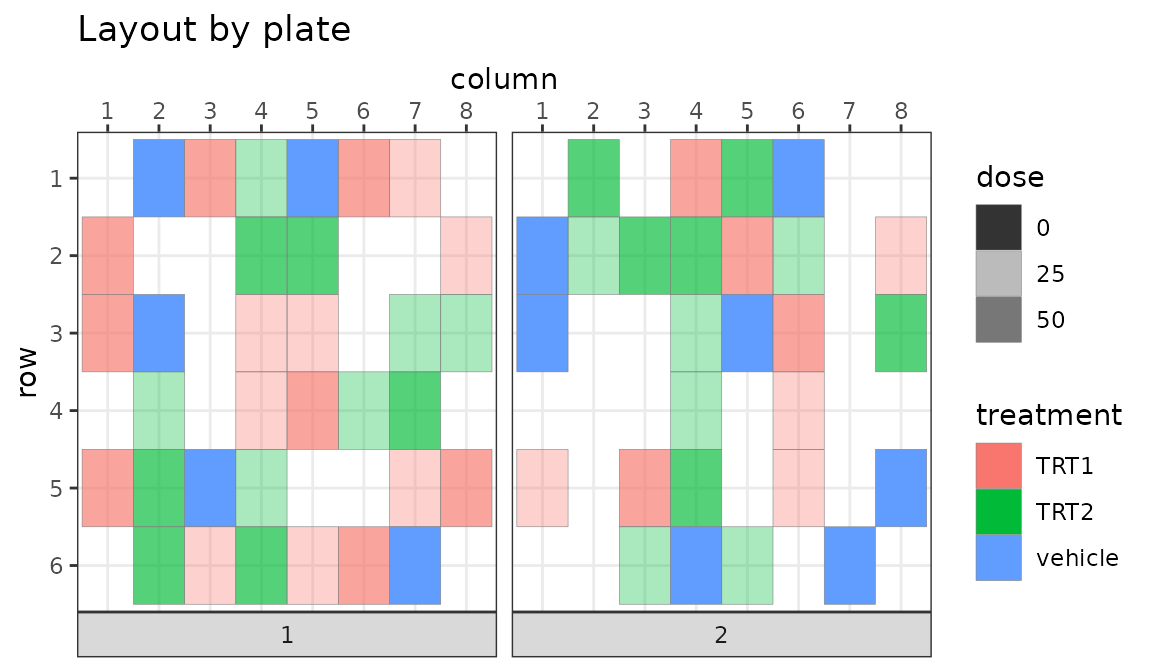 Layout by plate
column
1 2 3 4 5 6 7 8 1 2 3 4 5 6 7 8
row
1
2
3
4
5
6
1 2
dose
0
25
50
treatment
TRT1
TRT2
vehicle